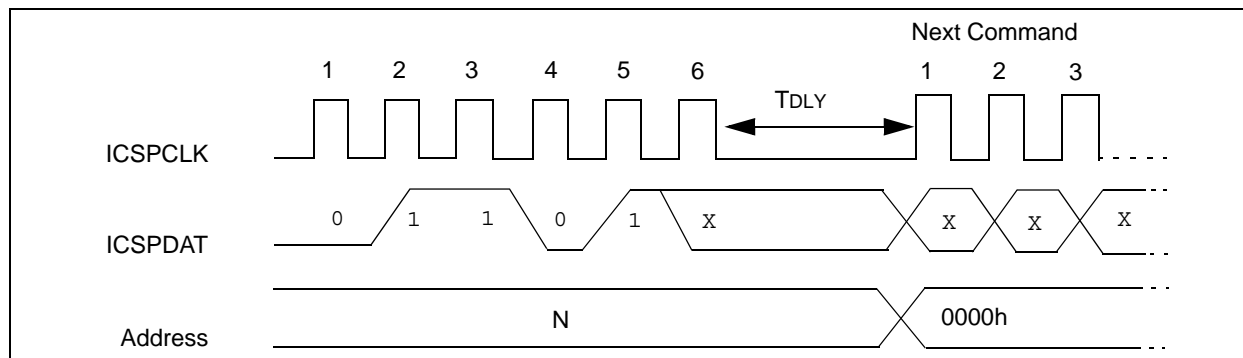 Next Command
1 2 3 4 5 6 1 2 3
TDLY
ICSPCLK
0 1 1 0 1 X X X X X
ICSPDAT
N 0000h
Address